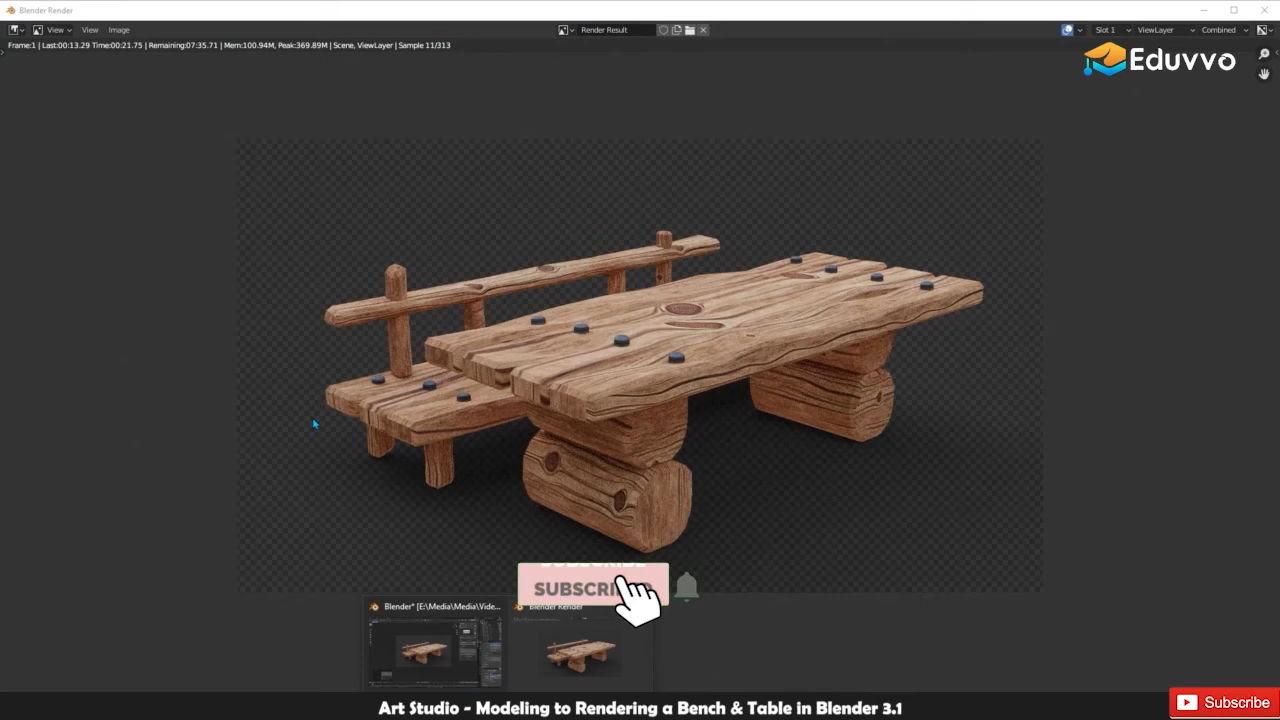 Blender Render
View View Image Render Result Slot 1 ViewLayer Combined
Frame:1 | Last:00:13.29 Time:00:21.75 | Remaining:07:35.71 | Mem:100.94M, Peak:369.89M | Scene, ViewLayer | Sample 11/313
Eduvvo
Blender* [E:\Media\Media\Vide... Blender Render
Art Studio - Modeling to Rendering a Bench & Table in Blender 3.1
Subscribe